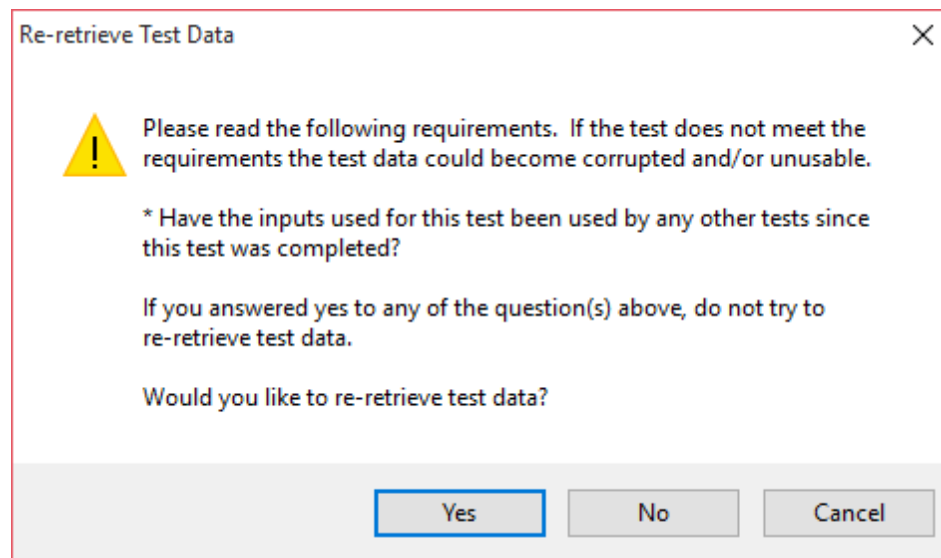 Re-retrieve Test Data
Please read the following requirements.  If the test does not meet the
requirements the test data could become corrupted and/or unusable.
* Have the inputs used for this test been used by any other tests since
this test was completed?
If you answered yes to any of the question(s) above, do not try to
re-retrieve test data.
Would you like to re-retrieve test data?
Yes
No
Cancel